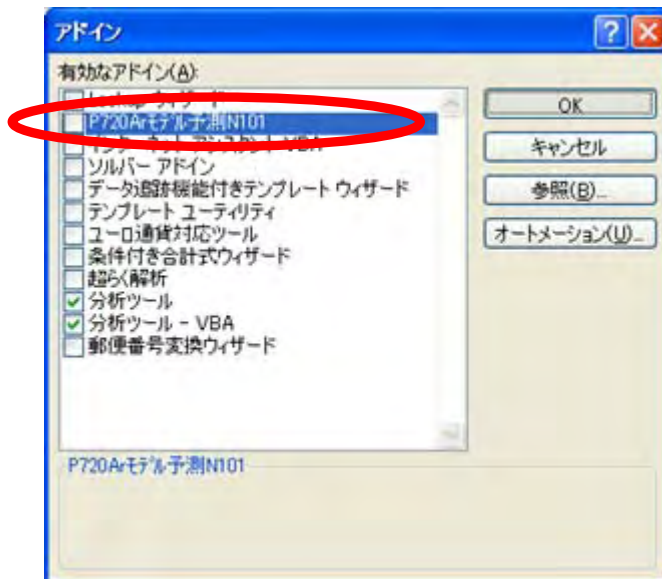 アドイン
有効なアドイン(A):
P720Arモデル予測N101
ソルバー アドイン
データ追跡機能付きテンプレート ウィザード
テンプレート ユーティリティ
ユーロ通貨対応ツール
条件付き合計式ウィザード
超らく解析
分析ツール
分析ツール - VBA
郵便番号変換ウィザード
OK
キャンセル
参照(B)...
オートメーション(U)...
P720Arモデル予測N101